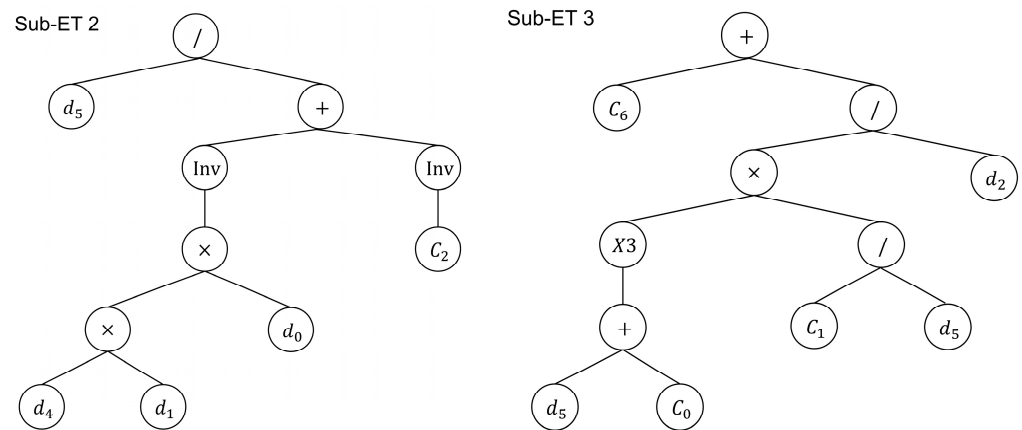 Sub-ET 2
/
d₅
+
Inv
Inv
×
C₂
×
d₀
d₄
d₁
Sub-ET 3
+
C₆
/
×
d₂
X3
/
+
C₁
d₅
d₅
C₀